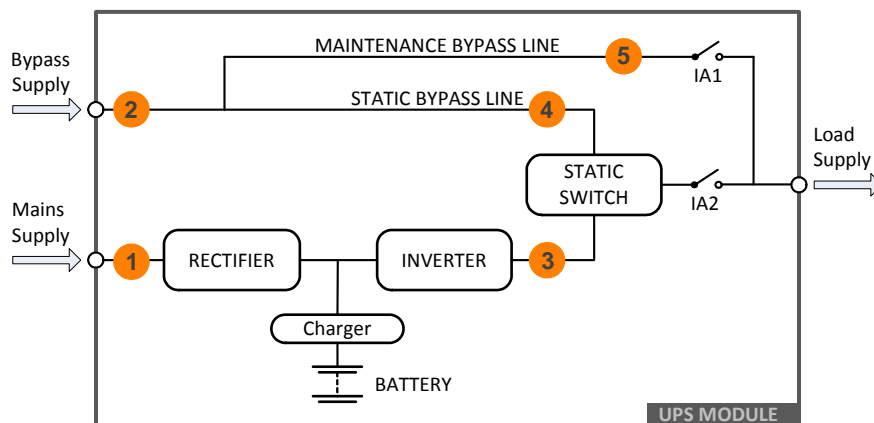 MAINTENANCE BYPASS LINE
5
IA1
Bypass
Supply
2
STATIC BYPASS LINE
4
STATIC
SWITCH
IA2
Load
Supply
Mains
Supply
1
RECTIFIER
INVERTER
3
Charger
BATTERY
UPS MODULE